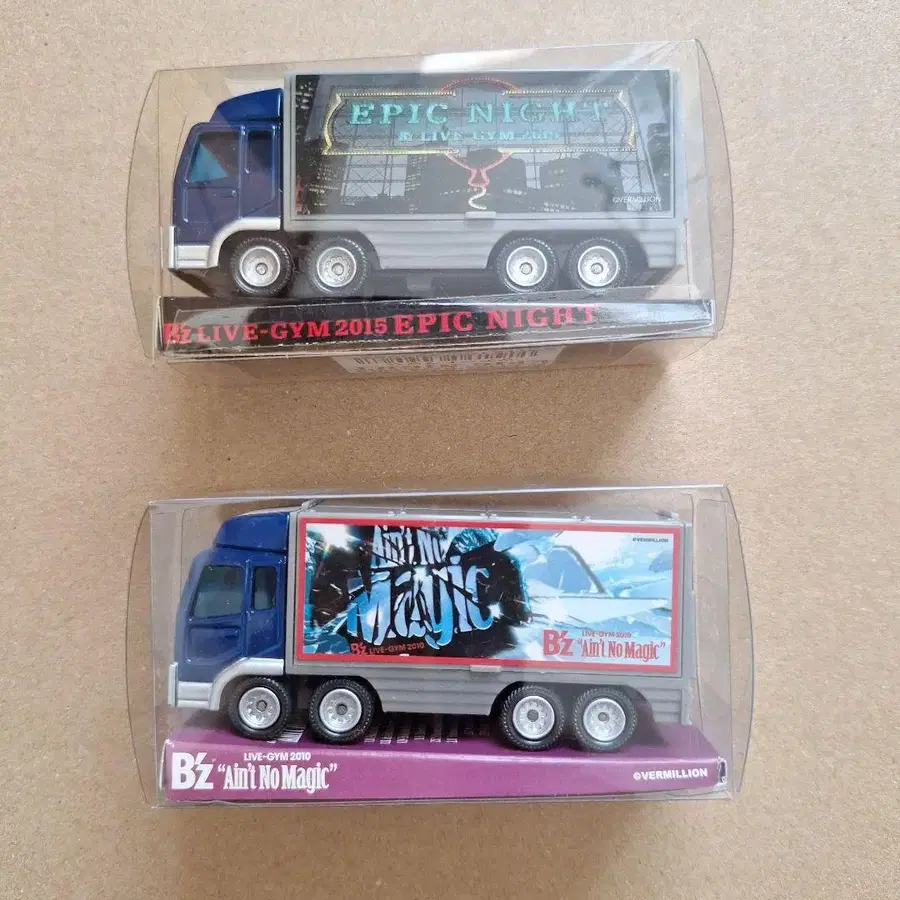 EPIC NIGHT
B'z LIVE-GYM 2015
©VERMILLION
B'z LIVE-GYM 2015 EPIC NIGHT
Ain't No
Magic
B'z LIVE-GYM 2010
©VERMILLION
LIVE-GYM 2010
B'z "Ain't No Magic"
LIVE-GYM 2010
B'z "Ain't No Magic"
©VERMILLION